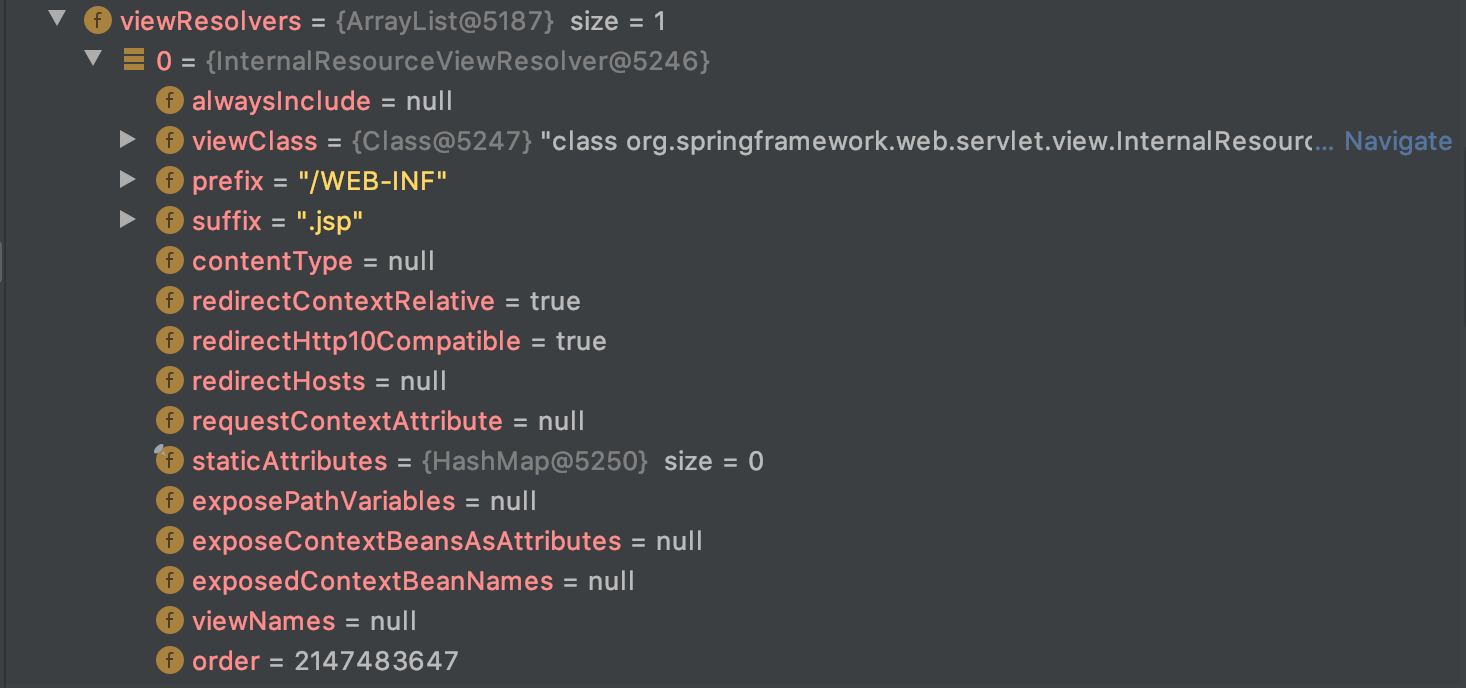 viewResolvers = {ArrayList@5187} size = 1
0 = {InternalResourceViewResolver@5246}
f alwaysInclude = null
f viewClass = {Class@5247} "class org.springframework.web.servlet.view.InternalResourc... Navigate
f prefix = "/WEB-INF"
f suffix = ".jsp"
f contentType = null
f redirectContextRelative = true
f redirectHttp10Compatible = true
f redirectHosts = null
f requestContextAttribute = null
f staticAttributes = {HashMap@5250} size = 0
f exposePathVariables = null
f exposeContextBeansAsAttributes = null
f exposedContextBeanNames = null
f viewNames = null
f order = 2147483647